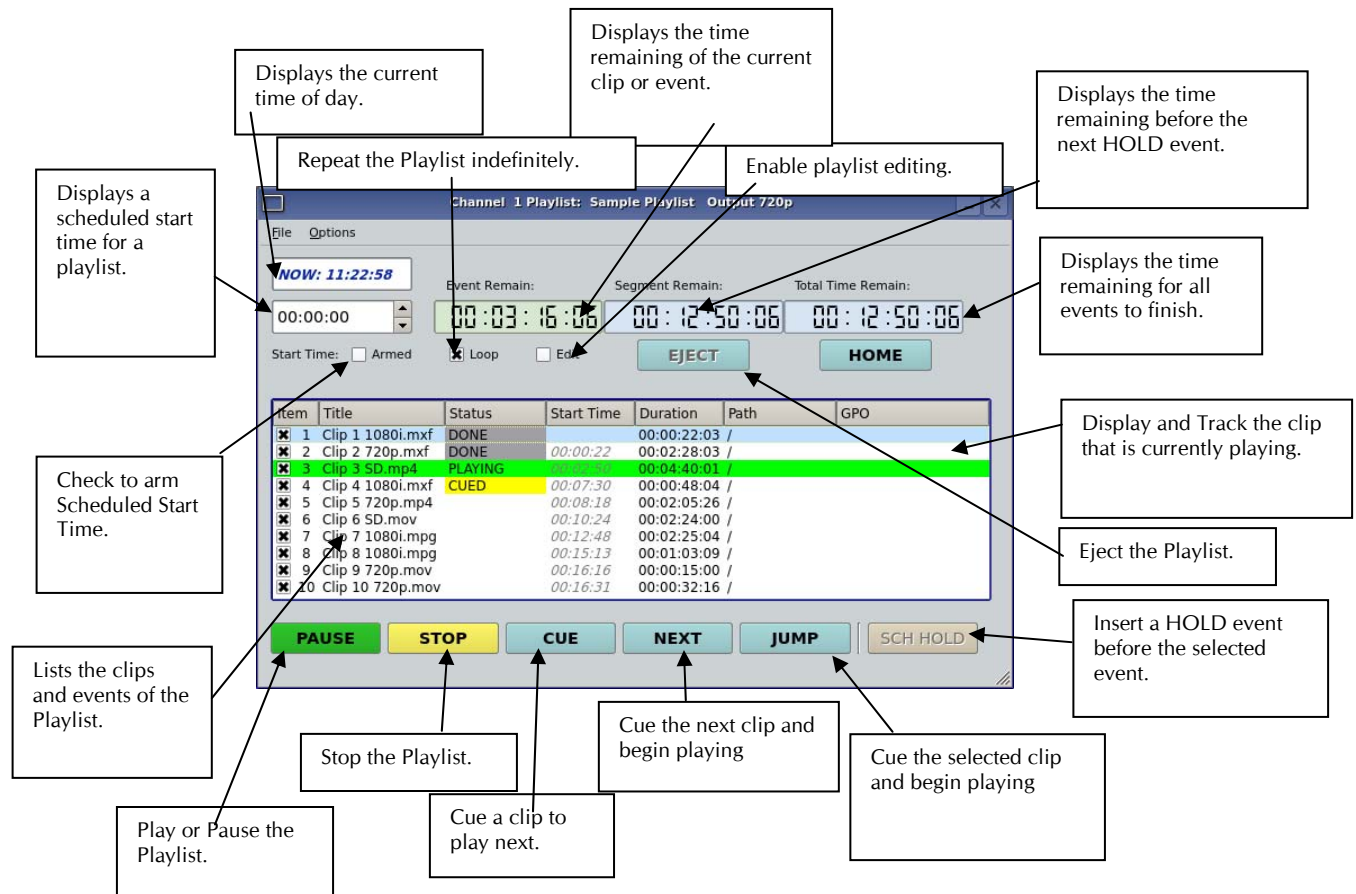 Displays the time
remaining of the current
clip or event.
Displays the current
time of day.
Displays the time
remaining before the
next HOLD event.
Repeat the Playlist indefinitely.
Enable playlist editing.
Displays a
scheduled start
time for a
playlist.
Channel 1 Playlist: Sample Playlist Output 720p
File Options
NOW: 11:22:58
Event Remain: Segment Remain: Total Time Remain:
00:00:00 00:03:16:06 00:12:50:06 00:12:50:06
Displays the time
remaining for all
events to finish.
Start Time: Armed Loop Edit EJECT HOME
Item Title Status Start Time Duration Path GPO
1 Clip 1 1080i.mxf DONE 00:00:22:03 /
2 Clip 2 720p.mxf DONE 00:00:22 00:02:28:03 /
3 Clip 3 SD.mp4 PLAYING 00:02:50 00:04:40:01 /
4 Clip 4 1080i.mxf CUED 00:07:30 00:00:48:04 /
5 Clip 5 720p.mp4 00:08:18 00:02:05:26 /
6 Clip 6 SD.mov 00:10:24 00:02:24:00 /
7 Clip 7 1080i.mpg 00:12:48 00:02:25:04 /
8 Clip 8 1080i.mpg 00:15:13 00:01:03:09 /
9 Clip 9 720p.mov 00:16:16 00:00:15:00 /
10 Clip 10 720p.mov 00:16:31 00:00:32:16 /
Display and Track the clip
that is currently playing.
Check to arm
Scheduled Start
Time.
Eject the Playlist.
PAUSE STOP CUE NEXT JUMP SCH HOLD
Insert a HOLD event
before the selected
event.
Lists the clips
and events of the
Playlist.
Stop the Playlist.
Cue the next clip and
begin playing
Cue the selected clip
and begin playing
Cue a clip to
play next.
Play or Pause the
Playlist.